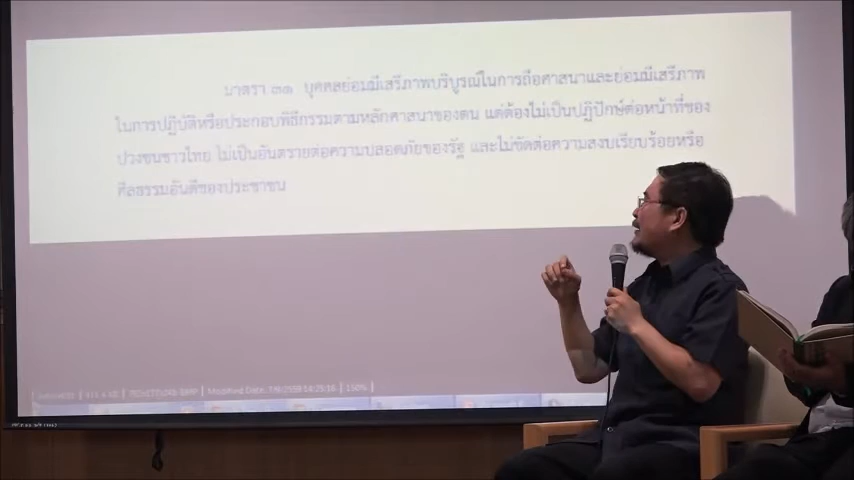 มาตรา ๓๑ บุคคลย่อมมีเสรีภาพบริบูรณ์ในการถือศาสนาและย่อมมีเสรีภาพ
ในการปฏิบัติหรือประกอบพิธีกรรมตามหลักศาสนาของตน แต่ต้องไม่เป็นปฏิปักษ์ต่อหน้าที่ของ
ปวงชนชาวไทย ไม่เป็นอันตรายต่อความปลอดภัยของรัฐ และไม่ขัดต่อความสงบเรียบร้อยหรือ
ศีลธรรมอันดีของประชาชน
Modified Date: 7/4/2559 14:25:16 | 150%